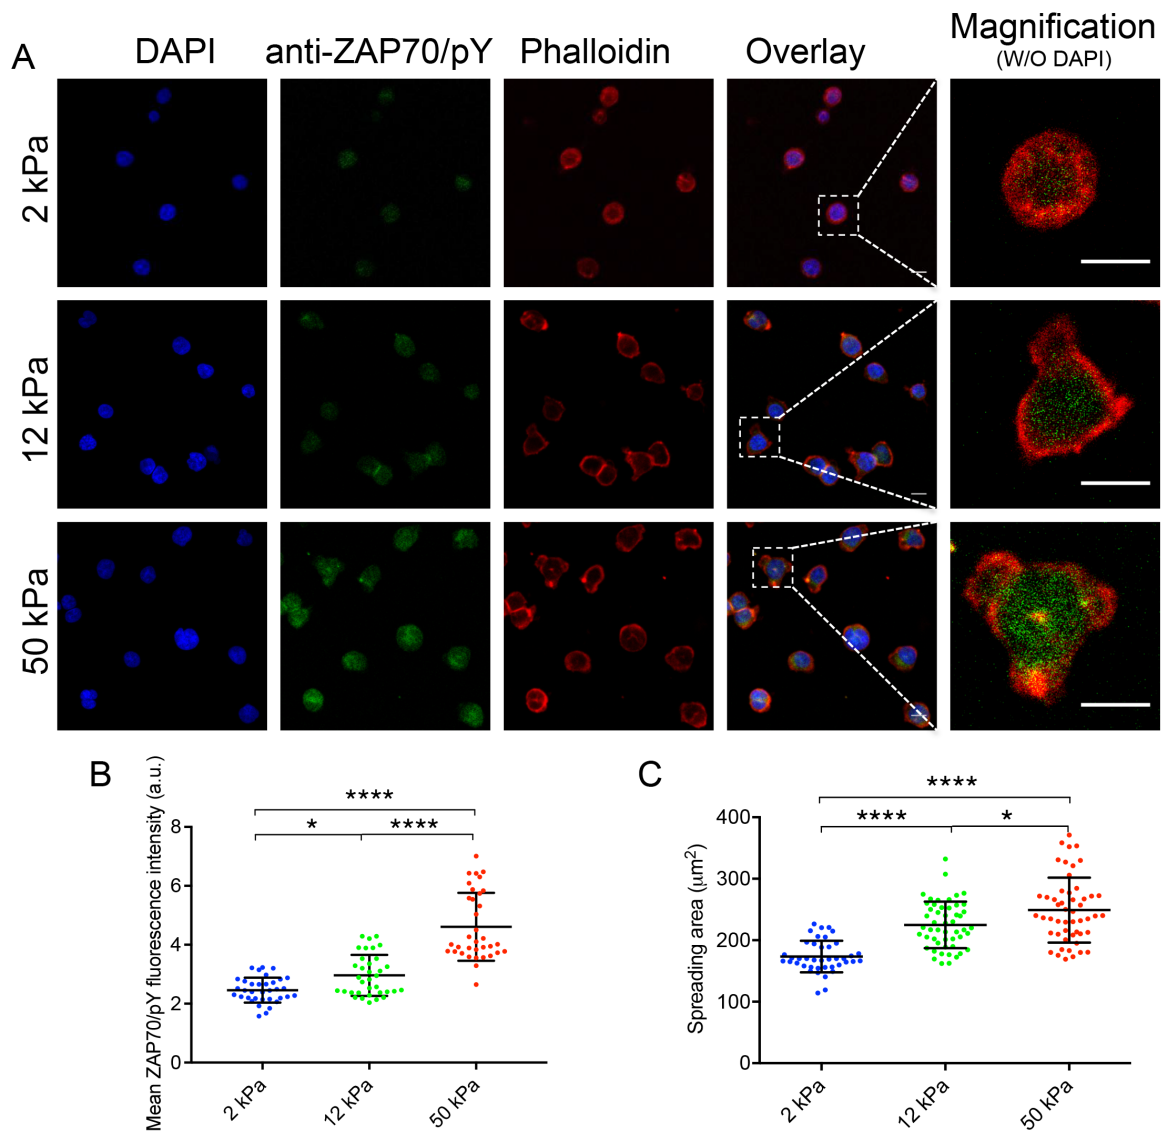 A
DAPI
anti-ZAP70/pY
Phalloidin
Overlay
Magnification
(W/O DAPI)
2 kPa
12 kPa
50 kPa
B
Mean ZAP70/pY fluorescence intensity (a.u.)
8
6
4
2
0
****
*
****
2 kPa
12 kPa
50 kPa
C
Spreading area (μm²)
400
300
200
100
0
****
****
*
2 kPa
12 kPa
50 kPa